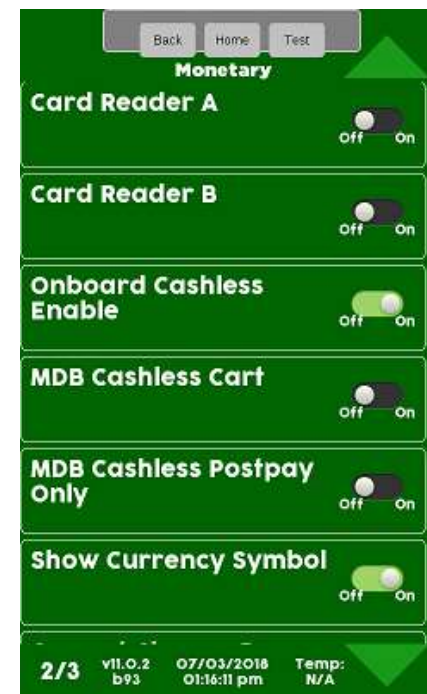 Back Home Test
Monetary
Card Reader A
Off On
Card Reader B
Off On
Onboard Cashless
Enable
Off On
MDB Cashless Cart
Off On
MDB Cashless Postpay
Only
Off On
Show Currency Symbol
Off On
2/3 v11.0.2 07/03/2018 Temp:
b93 01:16:11 pm N/A